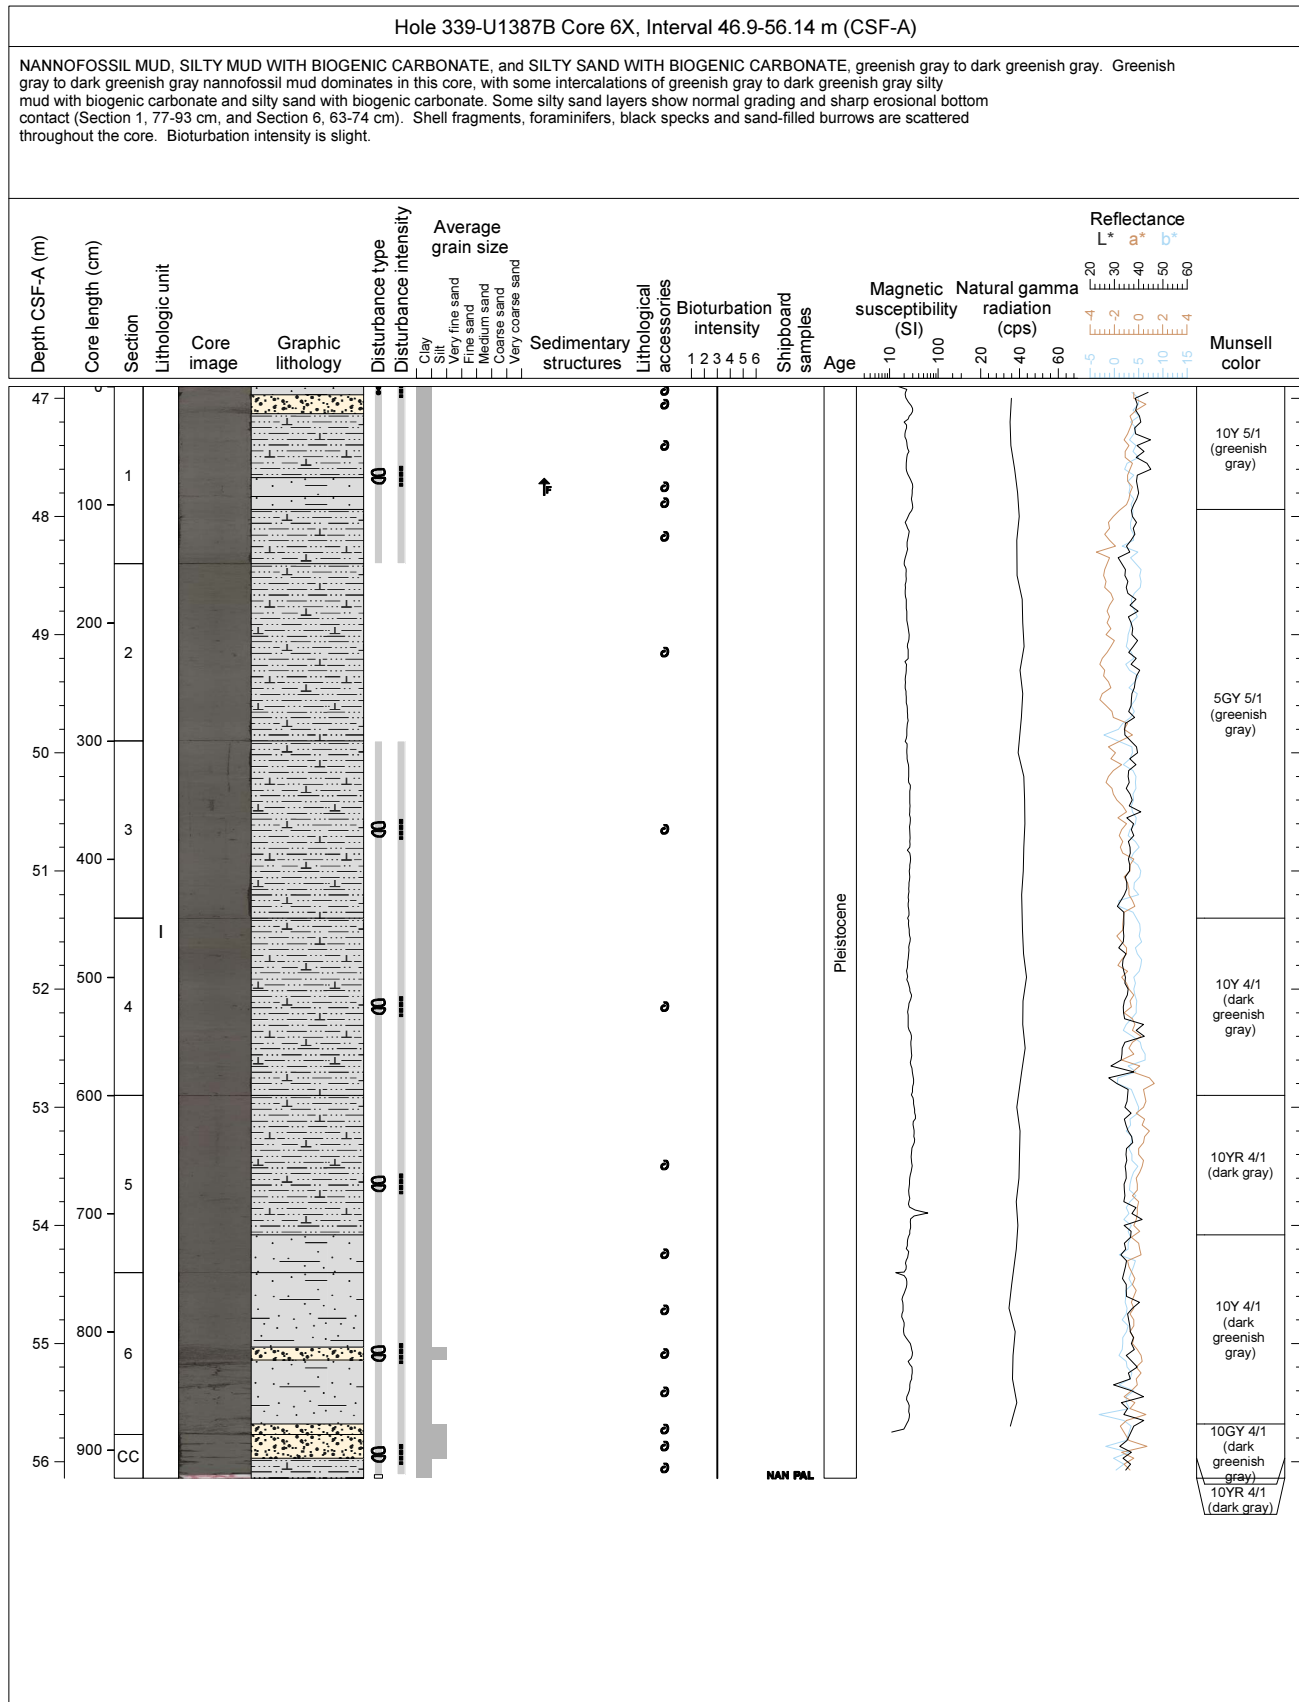 Hole 339-U1387B Core 6X, Interval 46.9-56.14 m (CSF-A)
NANNOFOSSIL MUD, SILTY MUD WITH BIOGENIC CARBONATE, and SILTY SAND WITH BIOGENIC CARBONATE, greenish gray to dark greenish gray. Greenish
gray to dark greenish gray nannofossil mud dominates in this core, with some intercalations of greenish gray to dark greenish gray silty
mud with biogenic carbonate and silty sand with biogenic carbonate. Some silty sand layers show normal grading and sharp erosional bottom
contact (Section 1, 77-93 cm, and Section 6, 63-74 cm). Shell fragments, foraminifers, black specks and sand-filled burrows are scattered
throughout the core. Bioturbation intensity is slight.
Depth CSF-A (m)
Core length (cm)
Section
Lithologic unit
Core
image
Graphic
lithology
Disturbance type
Disturbance intensity
Average
grain size
Clay
Silt
Very fine sand
Fine sand
Medium sand
Coarse sand
Very coarse sand
Sedimentary
structures
Lithological
accessories
Bioturbation
intensity
1 2 3 4 5 6
Shipboard
samples
Age
Magnetic
susceptibility
(SI)
10 100
Natural gamma
radiation
(cps)
20 40 60
Reflectance
L* a* b*
20 30 40 50 60
-4 -2 0 2 4
-5 0 5 10 15
Munsell
color
47
48
49
50
51
52
53
54
55
56
0
100
200
300
400
500
600
700
800
900
1
2
3
4
5
6
CC
I
F
NAN PAL
Pleistocene
10Y 5/1
(greenish
gray)
5GY 5/1
(greenish
gray)
10Y 4/1
(dark
greenish
gray)
10YR 4/1
(dark gray)
10Y 4/1
(dark
greenish
gray)
10GY 4/1
(dark
greenish
gray)
10YR 4/1
(dark gray)